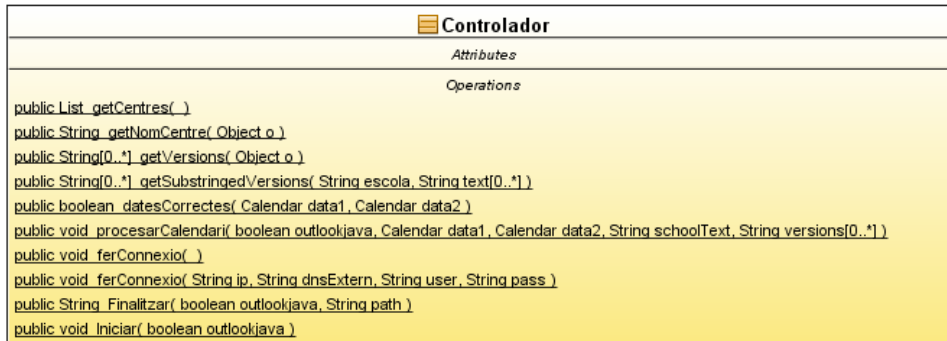 Controlador
Attributes
Operations
public List getCentres( )
public String getNomCentre( Object o )
public String[0..*] getVersions( Object o )
public String[0..*] getSubstringedVersions( String escola, String text[0..*] )
public boolean datesCorrectes( Calendar data1, Calendar data2 )
public void procesarCalendari( boolean outlookjava, Calendar data1, Calendar data2, String schoolText, String versions[0..*] )
public void ferConnexio( )
public void ferConnexio( String ip, String dnsExtern, String user, String pass )
public String Finalitzar( boolean outlookjava, String path )
public void Iniciar( boolean outlookjava )